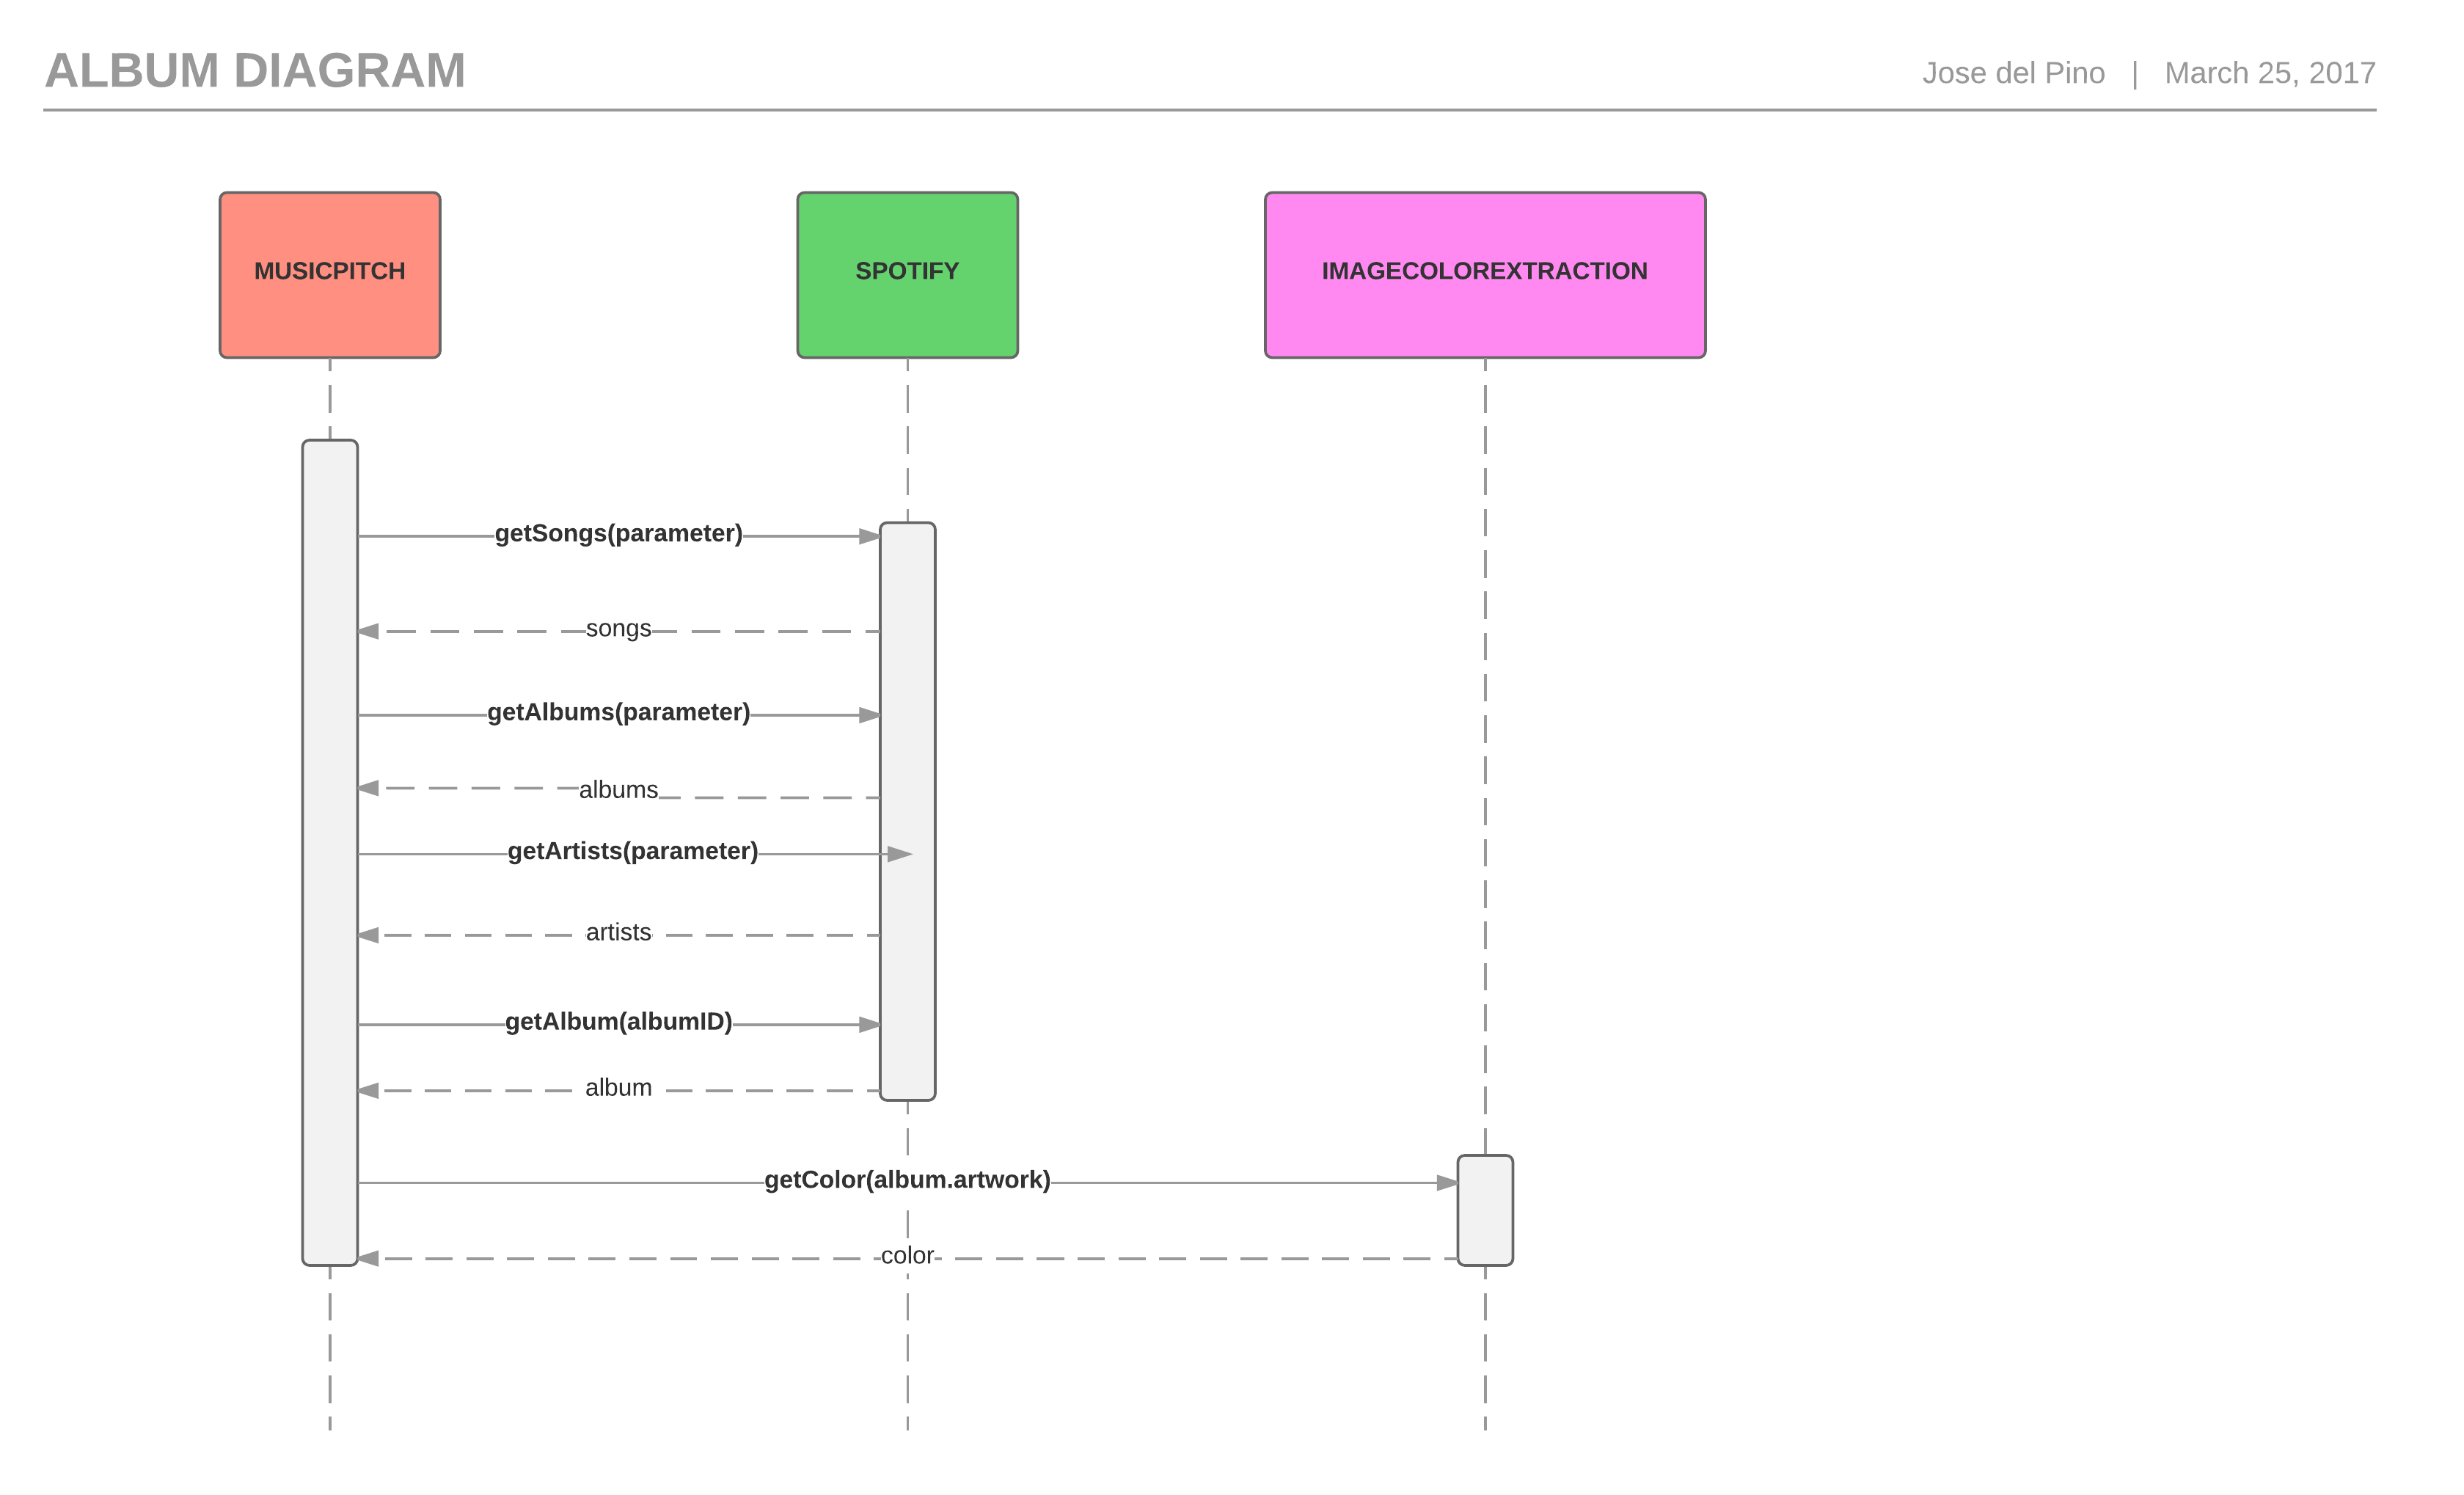 ALBUM DIAGRAM
Jose del Pino | March 25, 2017
MUSICPITCH
SPOTIFY
IMAGECOLOREXTRACTION
getSongs(parameter)
songs
getAlbums(parameter)
albums
getArtists(parameter)
artists
getAlbum(albumID)
album
getColor(album.artwork)
color